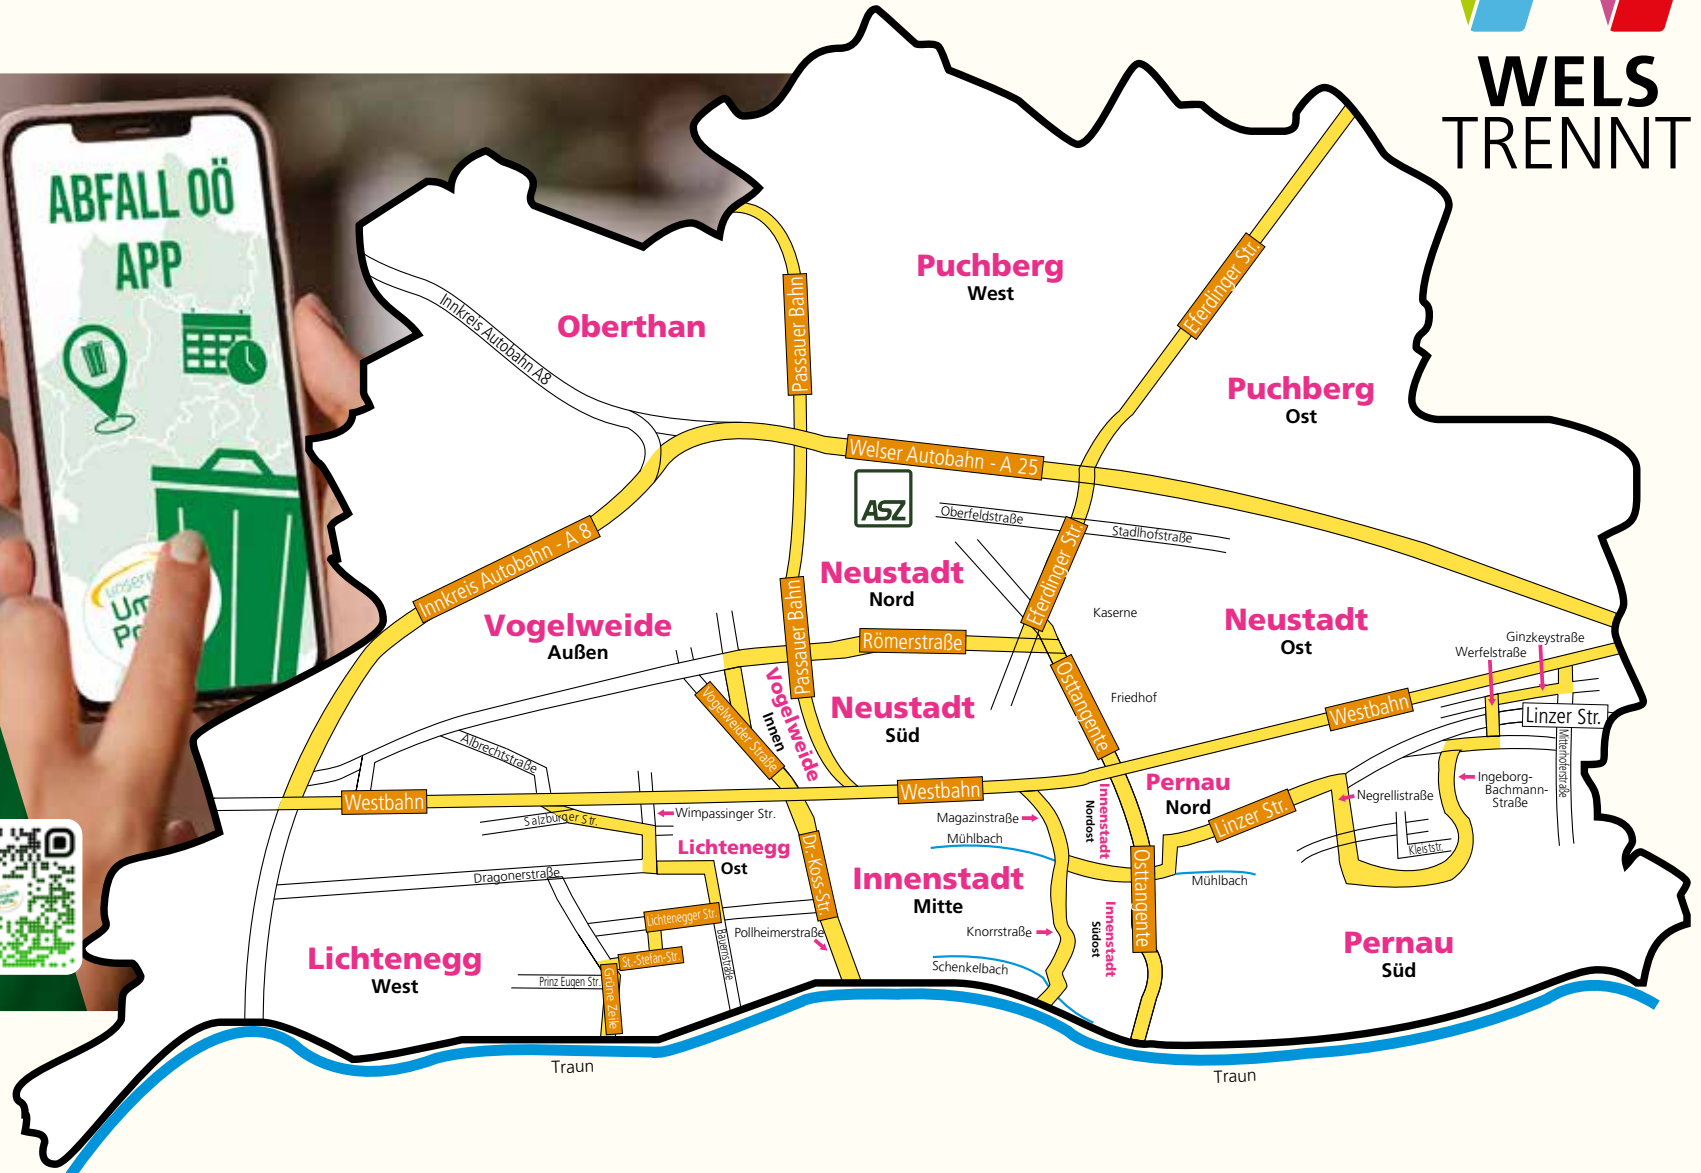 WELS
TRENNT
ABFALL OÖ
APP
Puchberg
West
Oberthan
Innkreis Autobahn A8
Passauer Bahn
Eferdinger Str.
Puchberg
Ost
Welser Autobahn - A 25
ASZ
Oberfeldstraße
Stadlhofstraße
Innkreis Autobahn - A 8
Neustadt
Nord
Eferdinger Str.
Kaserne
Vogelweide
Außen
Passauer Bahn
Römerstraße
Neustadt
Ost
Ginzkeystraße
Werfelstraße
Vogelweide
Innen
Vogelweider Straße
Neustadt
Süd
Osttangente
Friedhof
Westbahn
Linzer Str.
Mitterhoferstraße
Albrechtstraße
Westbahn
Westbahn
Pernau
Nord
Innenstadt
Nordost
Ingeborg-
Bachmann-
Straße
Negrellistraße
Linzer Str.
Kleiststr.
Salzburger Str.
Wimpassinger Str.
Magazinstraße
Mühlbach
Lichtenegg
Ost
Dr.-Koss-Str.
Dragonerstraße
Innenstadt
Mitte
Osttangente
Mühlbach
Lichtenegger Str.
Pollheimerstraße
Bauernstraße
Knorrstraße
Innenstadt
Südost
Pernau
Süd
Lichtenegg
West
St.-Stefan-Str.
Prinz Eugen Str.
Grüne Zeile
Schenkelbach
Traun
Traun